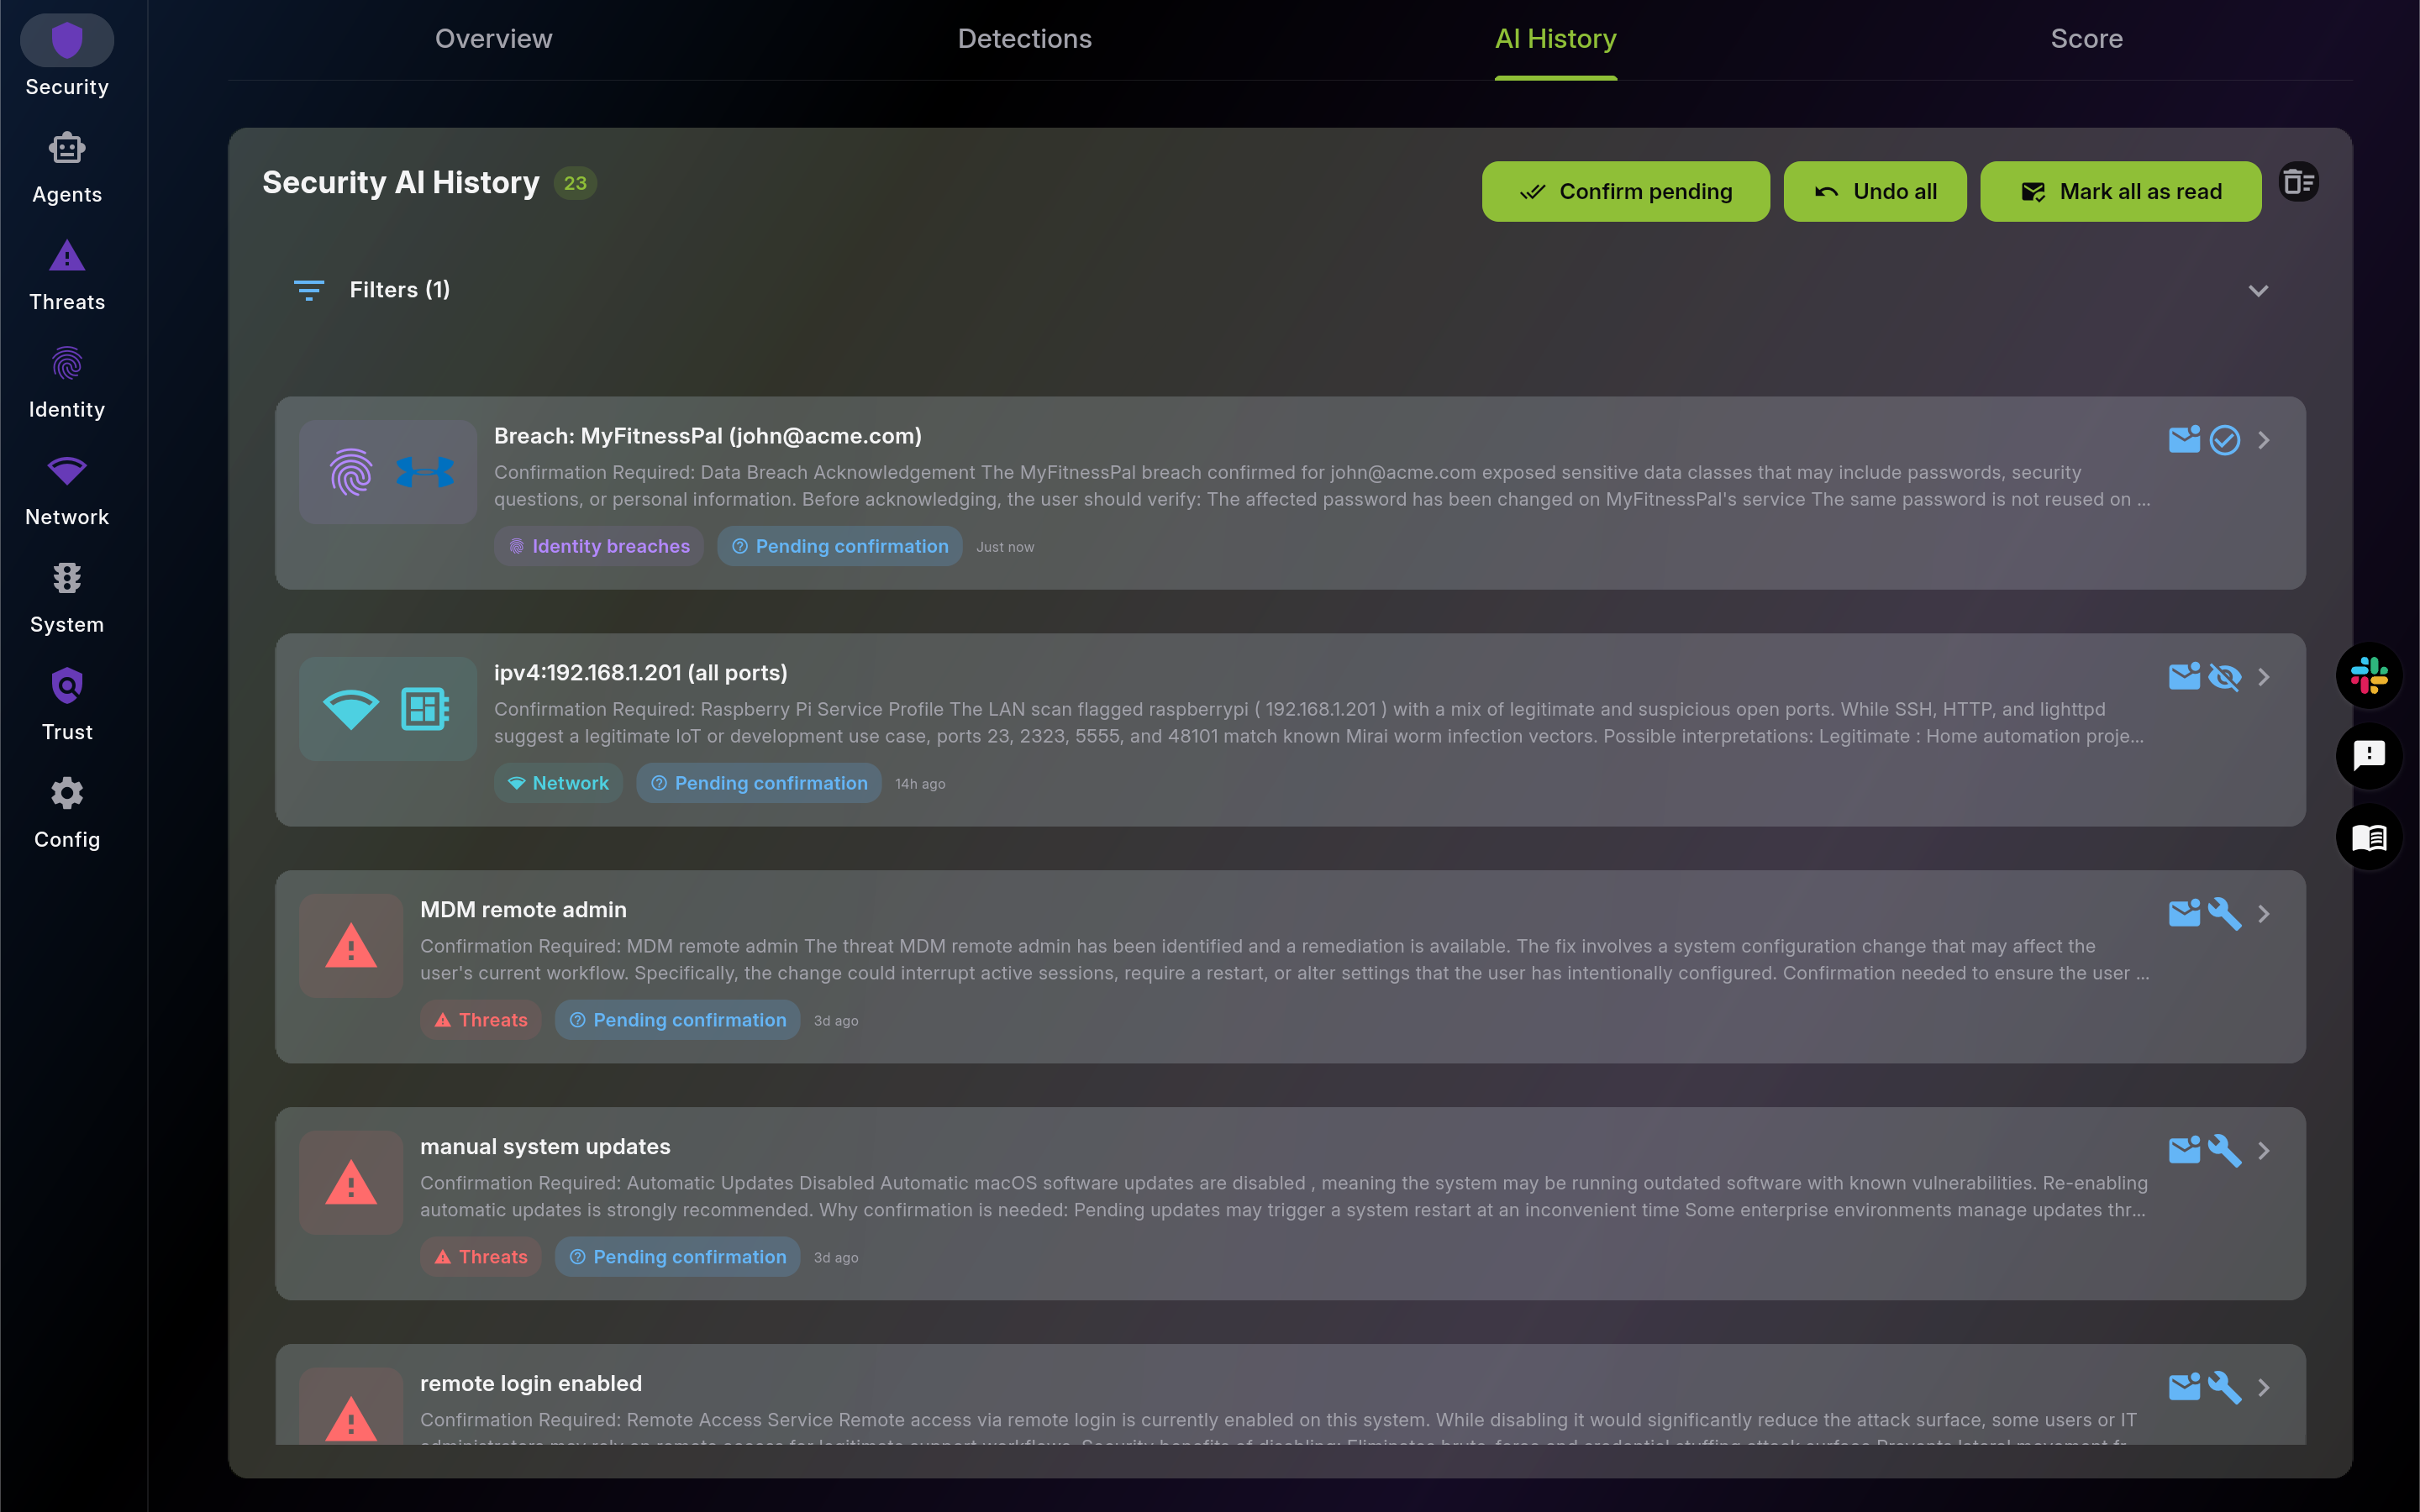 Overview
Detections
AI History
Score
Security
Agents
Threats
Identity
Network
System
Trust
Config
Security AI History 23
Confirm pending
Undo all
Mark all as read
Filters (1)
Breach: MyFitnessPal (john@acme.com)
Confirmation Required: Data Breach Acknowledgement The MyFitnessPal breach confirmed for john@acme.com exposed sensitive data classes that may include passwords, security
questions, or personal information. Before acknowledging, the user should verify: The affected password has been changed on MyFitnessPal's service The same password is not reused on ...
Identity breaches Pending confirmation Just now
ipv4:192.168.1.201 (all ports)
Confirmation Required: Raspberry Pi Service Profile The LAN scan flagged raspberrypi ( 192.168.1.201 ) with a mix of legitimate and suspicious open ports. While SSH, HTTP, and lighttpd
suggest a legitimate IoT or development use case, ports 23, 2323, 5555, and 48101 match known Mirai worm infection vectors. Possible interpretations: Legitimate : Home automation proje...
Network Pending confirmation 14h ago
MDM remote admin
Confirmation Required: MDM remote admin The threat MDM remote admin has been identified and a remediation is available. The fix involves a system configuration change that may affect the
user's current workflow. Specifically, the change could interrupt active sessions, require a restart, or alter settings that the user has intentionally configured. Confirmation needed to ensure the user ...
Threats Pending confirmation 3d ago
manual system updates
Confirmation Required: Automatic Updates Disabled Automatic macOS software updates are disabled , meaning the system may be running outdated software with known vulnerabilities. Re-enabling
automatic updates is strongly recommended. Why confirmation is needed: Pending updates may trigger a system restart at an inconvenient time Some enterprise environments manage updates thr...
Threats Pending confirmation 3d ago
remote login enabled
Confirmation Required: Remote Access Service Remote access via remote login is currently enabled on this system. While disabling it would significantly reduce the attack surface, some users or IT